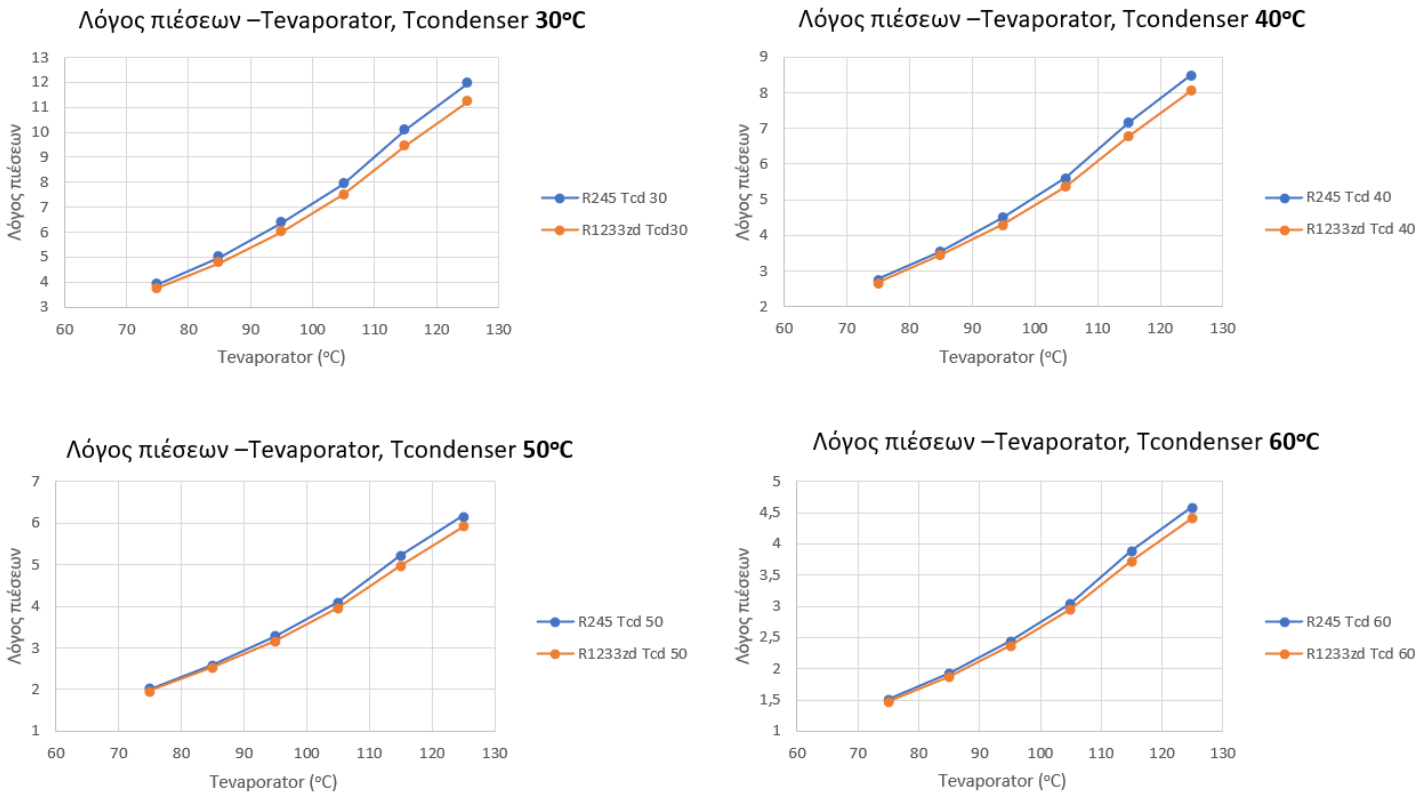 Λόγος πιέσεων –Tevaporator, Tcondenser 30°C
13
12
11
10
9
8
7
6
5
4
3
60 70 80 90 100 110 120 130
Λόγος πιέσεων
Tevaporator (°C)
R245 Tcd 30
R1233zd Tcd30
Λόγος πιέσεων –Tevaporator, Tcondenser 40°C
9
8
7
6
5
4
3
2
60 70 80 90 100 110 120 130
Λόγος πιέσεων
Tevaporator (°C)
R245 Tcd 40
R1233zd Tcd 40
Λόγος πιέσεων –Tevaporator, Tcondenser 50°C
7
6
5
4
3
2
1
60 70 80 90 100 110 120 130
Λόγος πιέσεων
Tevaporator (°C)
R245 Tcd 50
R1233zd Tcd 50
Λόγος πιέσεων –Tevaporator, Tcondenser 60°C
5
4,5
4
3,5
3
2,5
2
1,5
1
60 70 80 90 100 110 120 130
Λόγος πιέσεων
Tevaporator (°C)
R245 Tcd 60
R1233zd Tcd 60